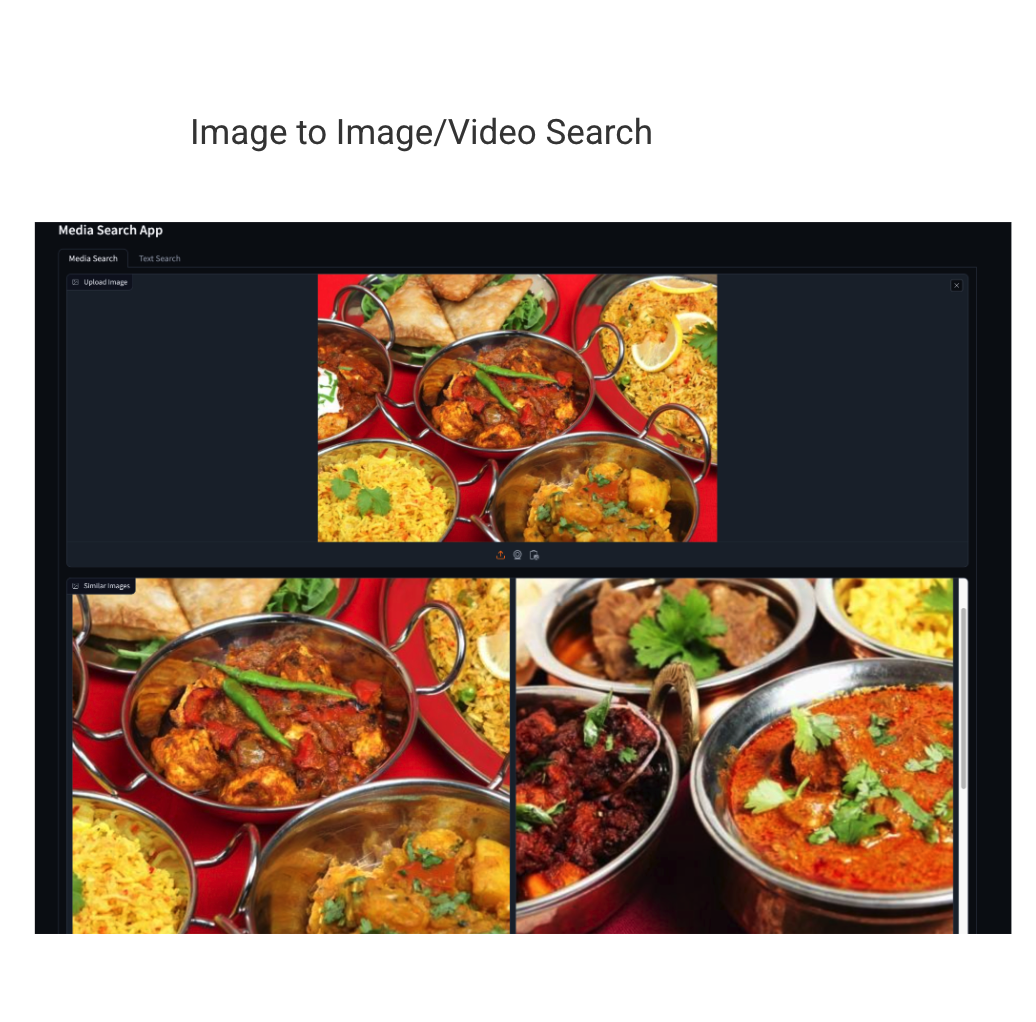 Image to Image/Video Search
Media Search App
Media Search Text Search
Upload Image
Similar Images